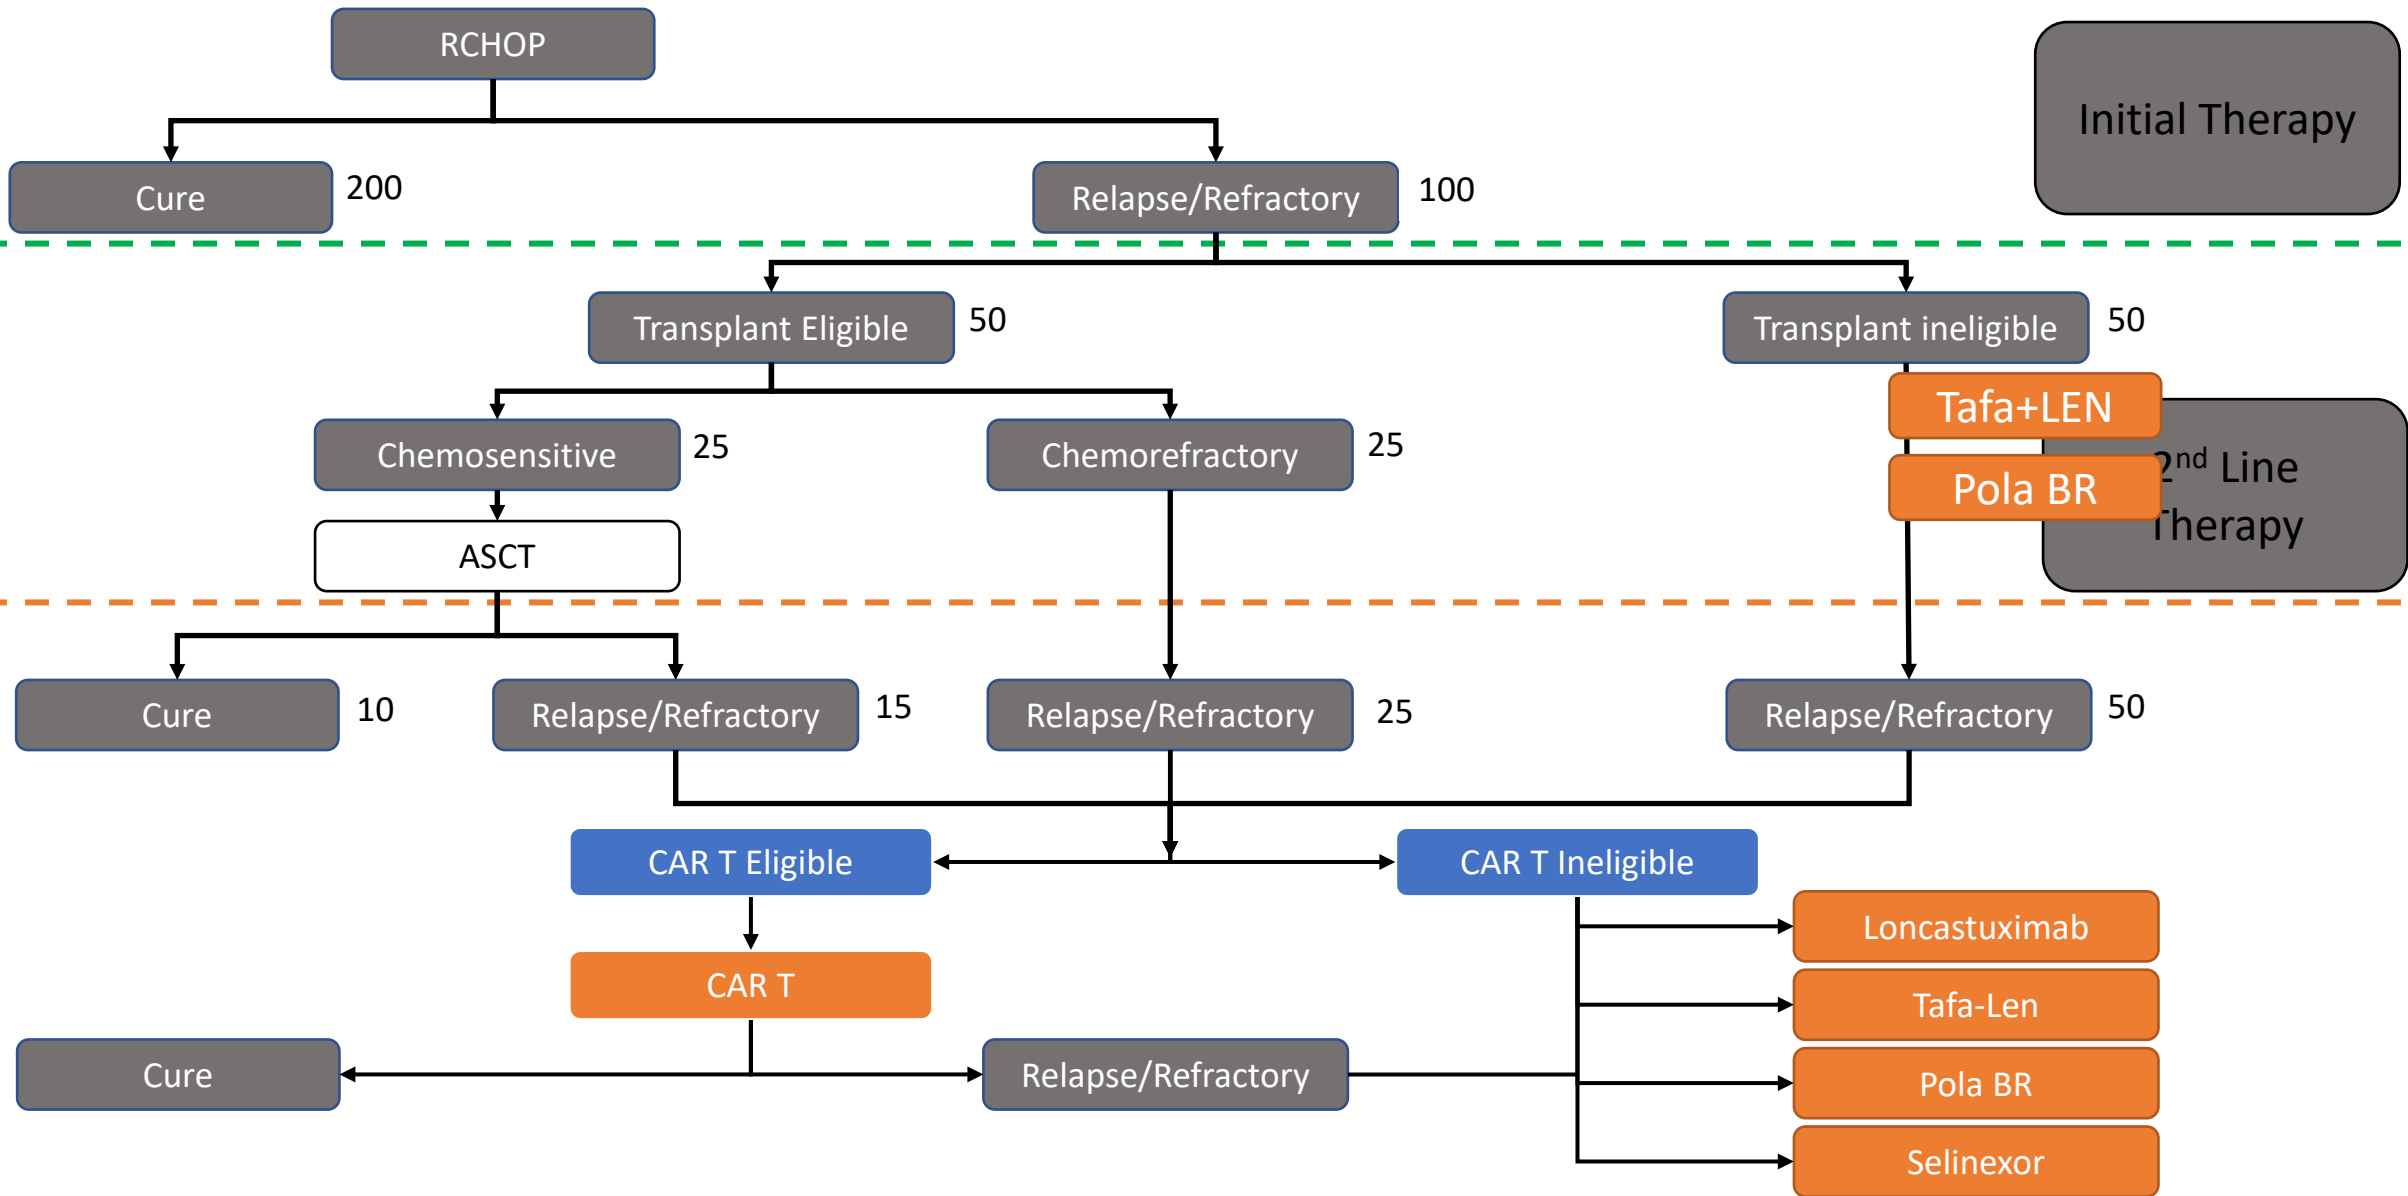 RCHOP
Initial Therapy
Cure
200
Relapse/Refractory
100
Transplant Eligible
50
Transplant ineligible
50
Tafa+LEN
Chemosensitive
25
Chemorefractory
25
Pola BR
2nd Line
Therapy
ASCT
Cure
10
Relapse/Refractory
15
Relapse/Refractory
25
Relapse/Refractory
50
CAR T Eligible
CAR T Ineligible
Loncastuximab
CAR T
Tafa-Len
Cure
Relapse/Refractory
Pola BR
Selinexor